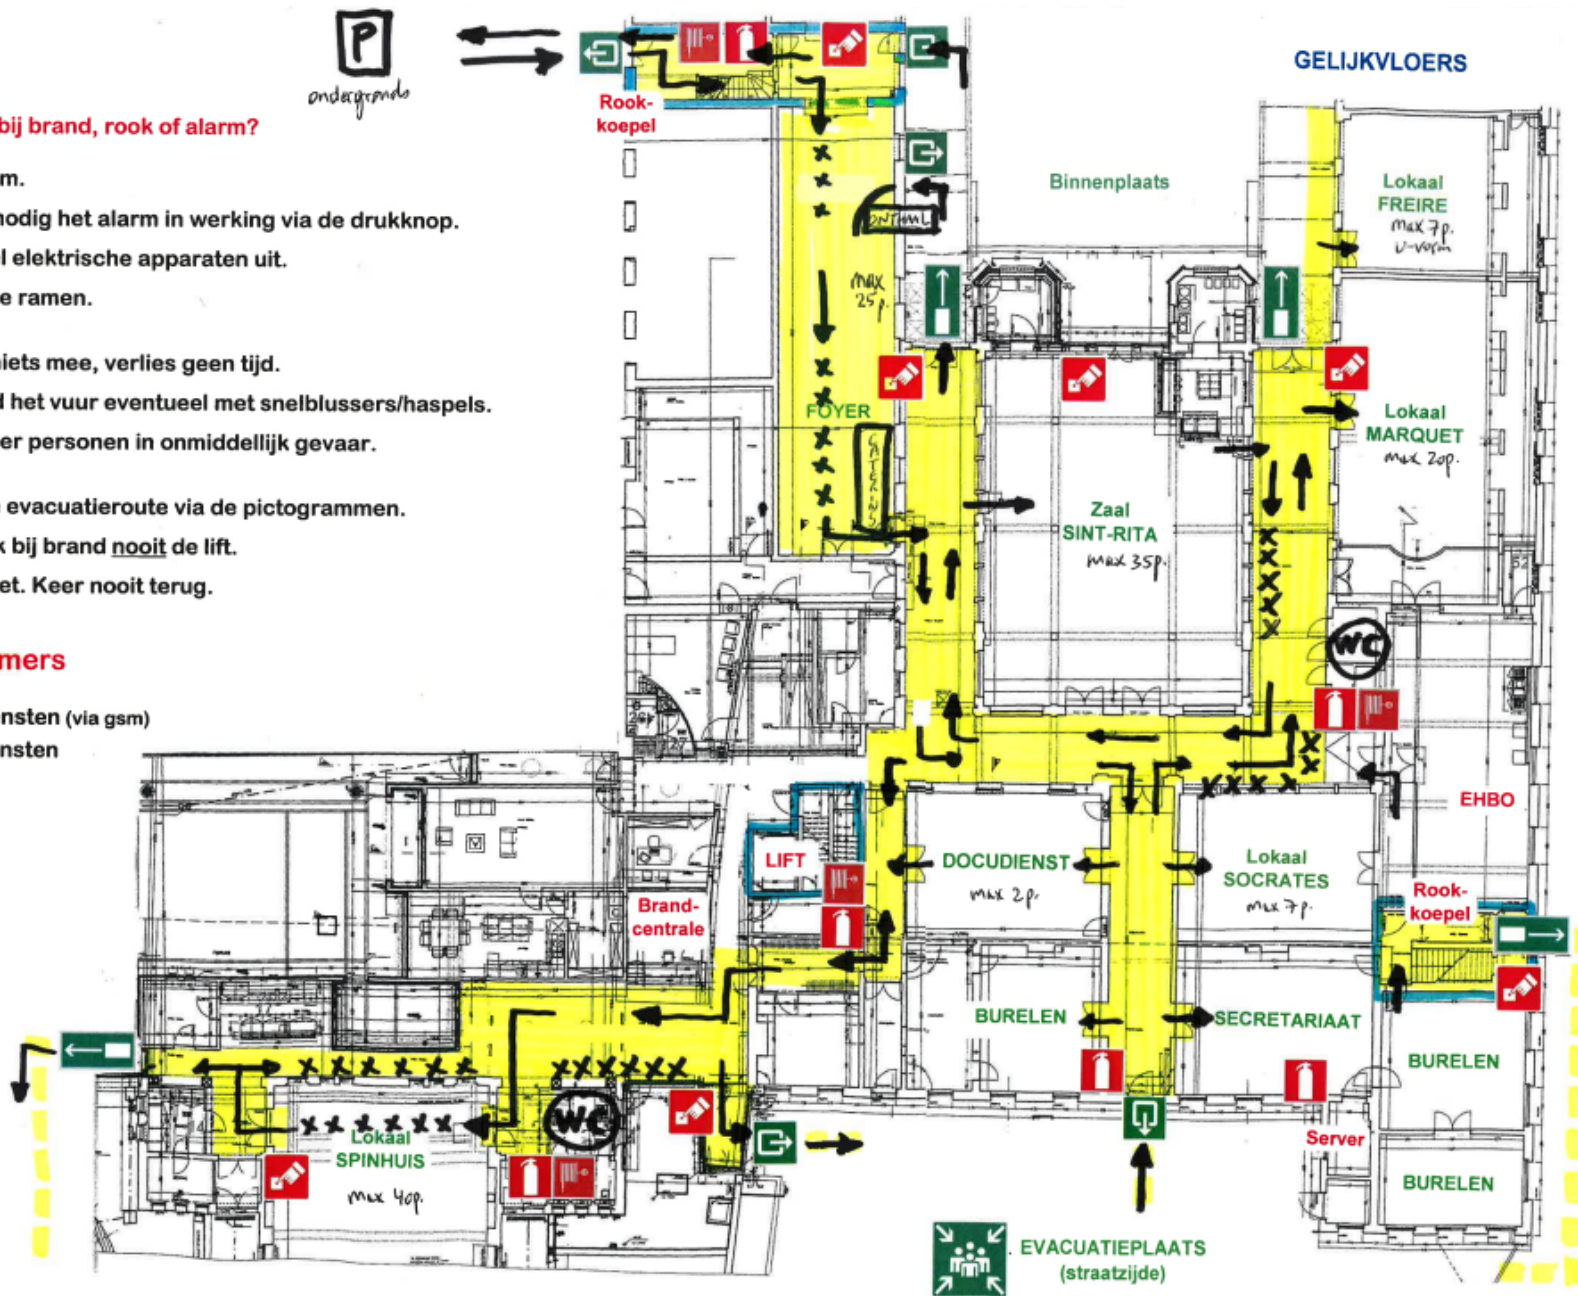 P
ondergronds
GELIJKVLOERS
bij brand, rook of alarm?
m.
nodig het alarm in werking via de drukknop.
el elektrische apparaten uit.
e ramen.
niets mee, verlies geen tijd.
d het vuur eventueel met snelblussers/haspels.
er personen in onmiddellijk gevaar.
evacuatieroute via de pictogrammen.
k bij brand nooit de lift.
et. Keer nooit terug.
mers
nsten (via gsm)
nsten
Rook-
koepel
ONTHAAL
max
25p.
FOYER
CATERING
Binnenplaats
Lokaal
FREIRE
max 7p.
u-vorm
Lokaal
MARQUET
max 20p.
Zaal
SINT-RITA
max 35p.
WC
EHBO
LIFT
Brand-
centrale
DOCUDIENST
max 2p.
Lokaal
SOCRATES
max 7p.
Rook-
koepel
BURELEN
SECRETARIAAT
BURELEN
Server
BURELEN
WC
Lokaal
SPINHUIS
max 40p.
EVACUATIEPLAATS
(straatzijde)